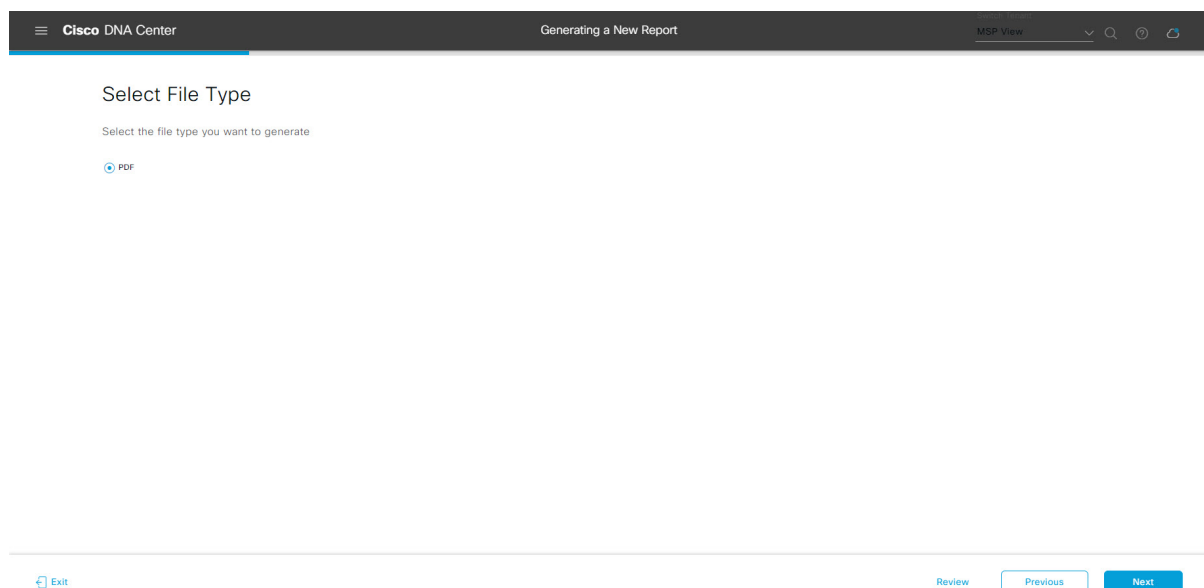 Cisco DNA Center
Generating a New Report
MSP View
Select File Type
Select the file type you want to generate
PDF
Exit
Review
Previous
Next